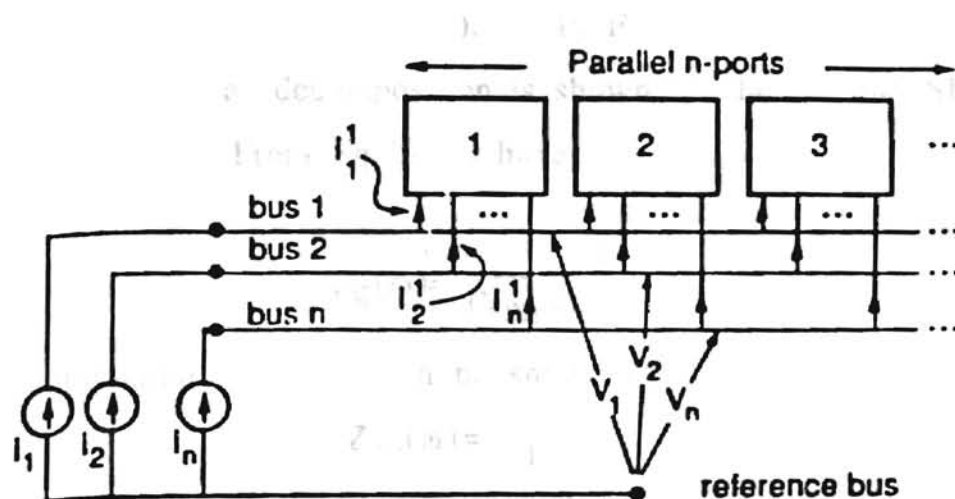 Parallel n-ports
1 2 3 ...
I₁¹
... ... ...
bus 1 ...
bus 2 ...
I₂¹ Iₙ¹
bus n ...
V₁ V₂ Vₙ
i₁ i₂ iₙ
reference bus